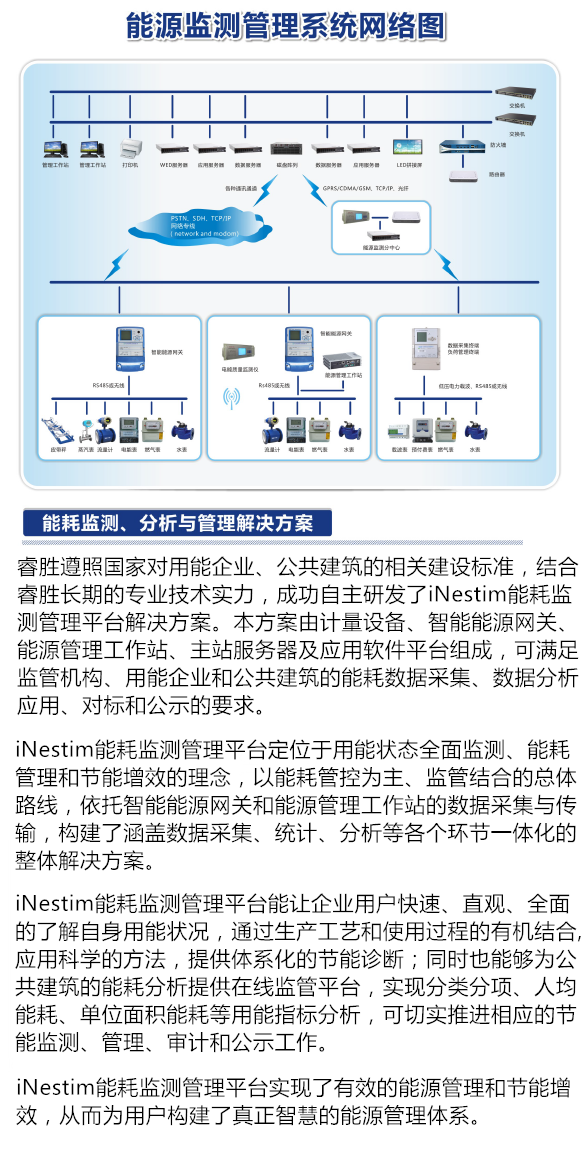 能源监测管理系统网络图
交换机
交换机
管理工作站 管理工作站 打印机 WEB服务器 应用服务器 数据服务器 磁盘阵列 数据服务器 应用服务器 LED拼接屏 防火墙
路由器
各种通讯通道 GPRS/CDMA/GSM、TCP/IP、光纤
PSTN、SDH、TCP/IP
网络专线
( network and modom)
能源监测分中心
智能能源网关
RS485或无线
皮带秤 蒸汽表 流量计 电能表 燃气表 水表
智能能源网关
电能质量监测仪
能源管理工作站
Rs485或无线
流量计 电能表 燃气表 水表
数据采集终端
负荷管理终端
低压电力载波、RS485或无线
载波表 预付费表 燃气表 水表
能耗监测、分析与管理解决方案
睿胜遵照国家对用能企业、公共建筑的相关建设标准，结合
睿胜长期的专业技术实力，成功自主研发了iNestim能耗监
测管理平台解决方案。本方案由计量设备、智能能源网关、
能源管理工作站、主站服务器及应用软件平台组成，可满足
监管机构、用能企业和公共建筑的能耗数据采集、数据分析
应用、对标和公示的要求。
iNestim能耗监测管理平台定位于用能状态全面监测、能耗
管理和节能增效的理念，以能耗管控为主、监管结合的总体
路线，依托智能能源网关和能源管理工作站的数据采集与传
输，构建了涵盖数据采集、统计、分析等各个环节一体化的
整体解决方案。
iNestim能耗监测管理平台能让企业用户快速、直观、全面
的了解自身用能状况，通过生产工艺和使用过程的有机结合,
应用科学的方法，提供体系化的节能诊断；同时也能够为公
共建筑的能耗分析提供在线监管平台，实现分类分项、人均
能耗、单位面积能耗等用能指标分析，可切实推进相应的节
能监测、管理、审计和公示工作。
iNestim能耗监测管理平台实现了有效的能源管理和节能增
效，从而为用户构建了真正智慧的能源管理体系。